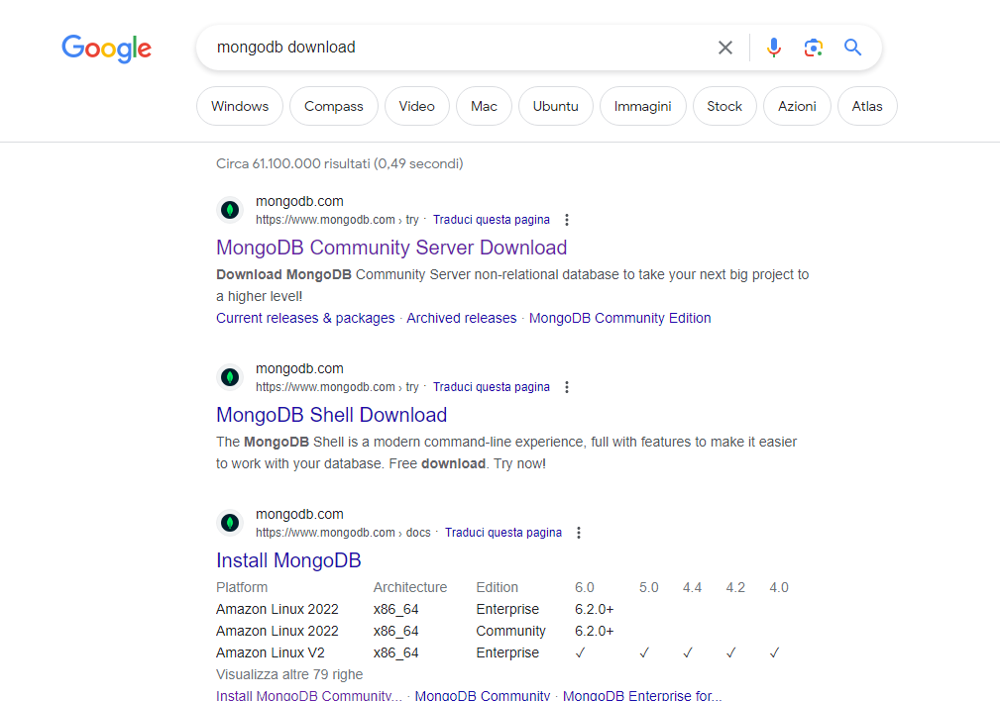 Google
mongodb download
Windows Compass Video Mac Ubuntu Immagini Stock Azioni Atlas
Circa 61.100.000 risultati (0,49 secondi)
mongodb.com
https://www.mongodb.com › try · Traduci questa pagina
MongoDB Community Server Download
Download MongoDB Community Server non-relational database to take your next big project to
a higher level!
Current releases & packages · Archived releases · MongoDB Community Edition
mongodb.com
https://www.mongodb.com › try · Traduci questa pagina
MongoDB Shell Download
The MongoDB Shell is a modern command-line experience, full with features to make it easier
to work with your database. Free download. Try now!
mongodb.com
https://www.mongodb.com › docs · Traduci questa pagina
Install MongoDB
Platform Architecture Edition 6.0 5.0 4.4 4.2 4.0
Amazon Linux 2022 x86_64 Enterprise 6.2.0+
Amazon Linux 2022 x86_64 Community 6.2.0+
Amazon Linux V2 x86_64 Enterprise ✓ ✓ ✓ ✓ ✓
Visualizza altre 79 righe
Install MongoDB Community... · MongoDB Community · MongoDB Enterprise for...